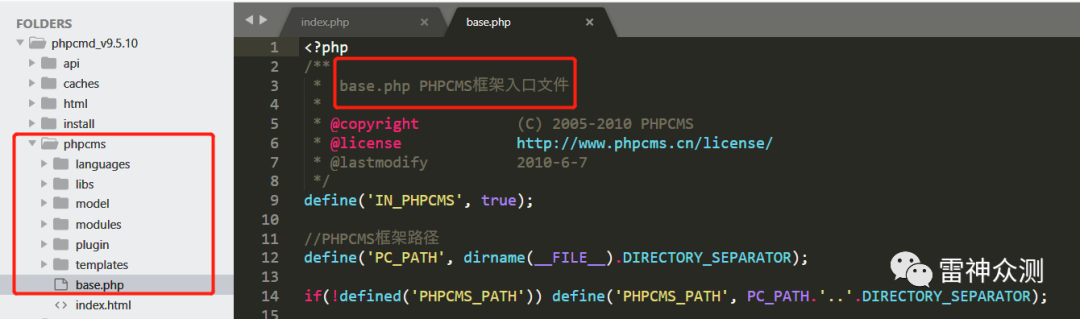 FOLDERS
phpcmd_v9.5.10
api
caches
html
install
phpcms
languages
libs
model
modules
plugin
templates
base.php
<> index.html
index.php ×
base.php ×
1 <?php
2 /**
3 * base.php PHPCMS框架入口文件
4 *
5 * @copyright (C) 2005-2010 PHPCMS
6 * @license http://www.phpcms.cn/license/
7 * @lastmodify 2010-6-7
8 */
9 define('IN_PHPCMS', true);
10
11 //PHPCMS框架路径
12 define('PC_PATH', dirname(__FILE__).DIRECTORY_SEPARATOR);
13
14 if(!defined('PHPCMS_PATH')) define('PHPCMS_PATH', PC_PATH.'..'.DIRECTORY_SEPARATOR);
15
雷神众测